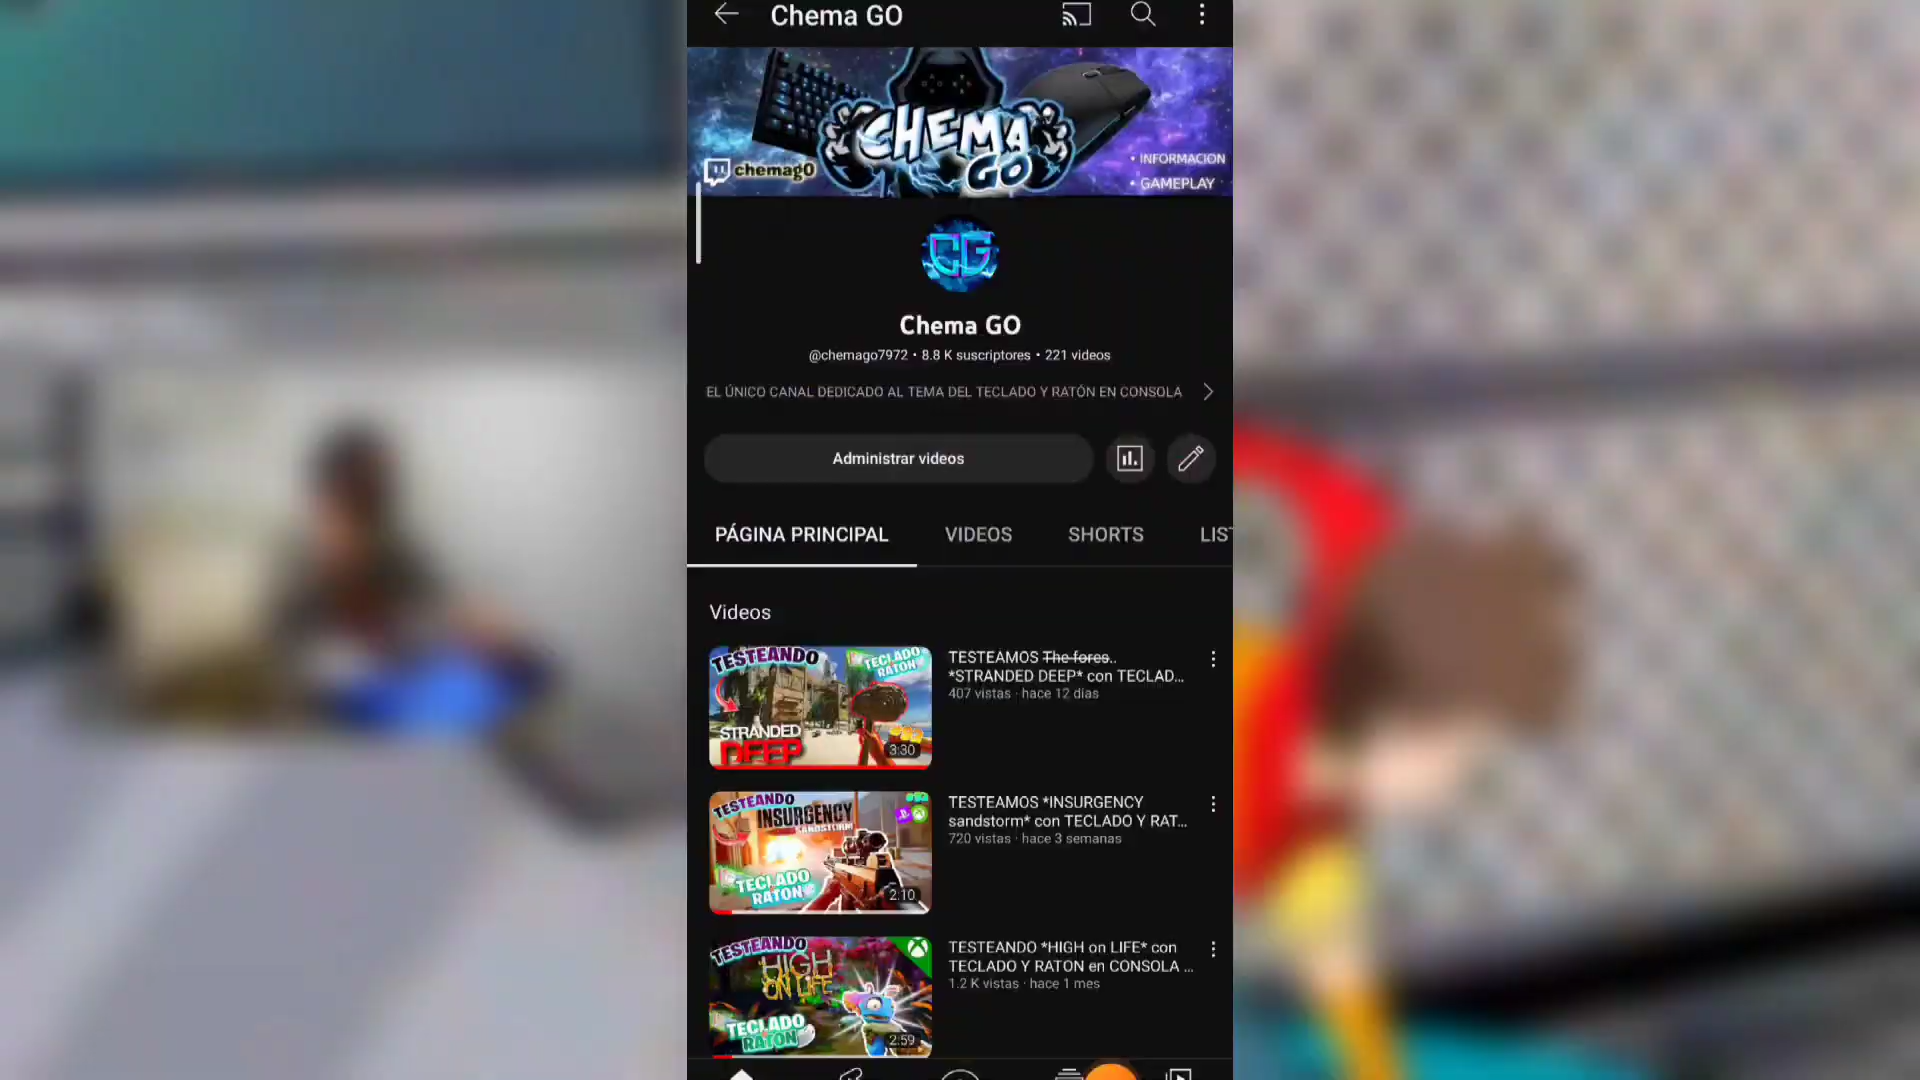 Chema GO
CHEMA
GO
chemag0
• INFORMACION
• GAMEPLAY
CG
Chema GO
@chemago7972 • 8.8 K suscriptores • 221 videos
EL ÚNICO CANAL DEDICADO AL TEMA DEL TECLADO Y RATÓN EN CONSOLA
Administrar videos
PÁGINA PRINCIPAL
VIDEOS
SHORTS
LIS
Videos
TESTEANDO
TECLADO
RATON
STRANDED
DEEP
3:30
TESTEAMOS The fores..
*STRANDED DEEP* con TECLAD...
407 vistas · hace 12 días
TESTEANDO
INSURGENCY
SANDSTORM
TECLADO
RATON
2:10
TESTEAMOS *INSURGENCY
sandstorm* con TECLADO Y RAT...
720 vistas · hace 3 semanas
TESTEANDO
HIGH
ON LIFE
TECLADO
RATON
2:59
TESTEANDO *HIGH on LIFE* con
TECLADO Y RATON en CONSOLA ...
1.2 K vistas · hace 1 mes